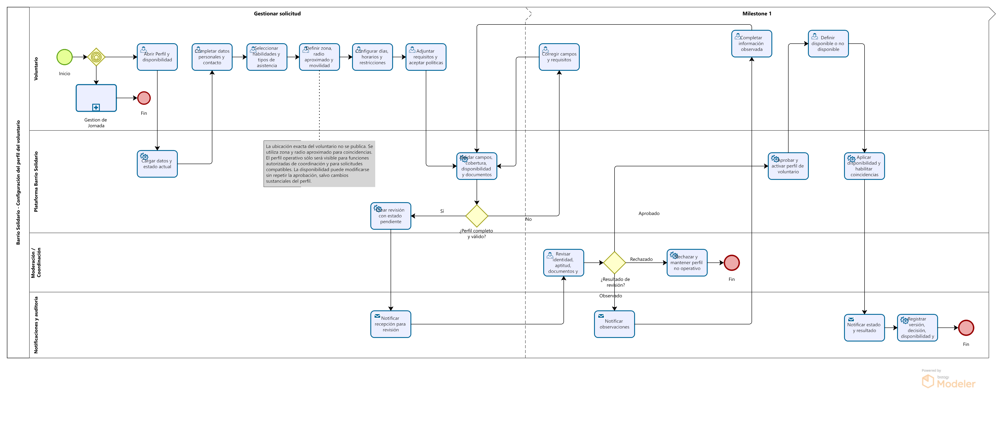 Gestionar solicitud
Milestone 1
Barrio Solidario - Configuración del perfil del voluntario
Voluntario
Inicio
Abrir Perfil y
disponibilidad
Completar datos
personales y
contacto
Seleccionar
habilidades y
tipos de
asistencia
Definir zona,
radio
aproximado y
movilidad
Configurar días,
horarios y
restricciones
Adjuntar
requisitos y
aceptar políticas
Corregir campos
y requisitos
Completar
información
observada
Definir
disponible o no
disponible
Gestion de
Jornada
Fin
Plataforma Barrio Solidario
Cargar datos y
estado actual
La ubicación exacta del voluntario no se publica. Se
utiliza zona y radio aproximado para coincidencias.
El perfil operativo sólo será visible para funciones
autorizadas de coordinación y para solicitudes
compatibles. La disponibilidad puede modificarse
sin repetir la aprobación, salvo cambios
sustanciales del perfil.
Validar campos,
cobertura,
disponibilidad
y documentos
Aprobar y
activar perfil de
voluntario
Aplicar
disponibilidad y
habilitar
coincidencias
Crear revisión
con estado
pendiente
Sí
¿Perfil completo
y válido?
No
Aprobado
Moderación /
Coordinación
Revisar
identidad,
aptitud,
documentos y
¿Resultado de
revisión?
Rechazado
Rechazar y
mantener perfil
no operativo
Fin
Observado
Notificaciones y auditoría
Notificar
recepción para
revisión
Notificar
observaciones
Notificar estado
y resultado
Registrar
versión,
decisión,
disponibilidad y
Fin
Powered by
bizagi
Modeler